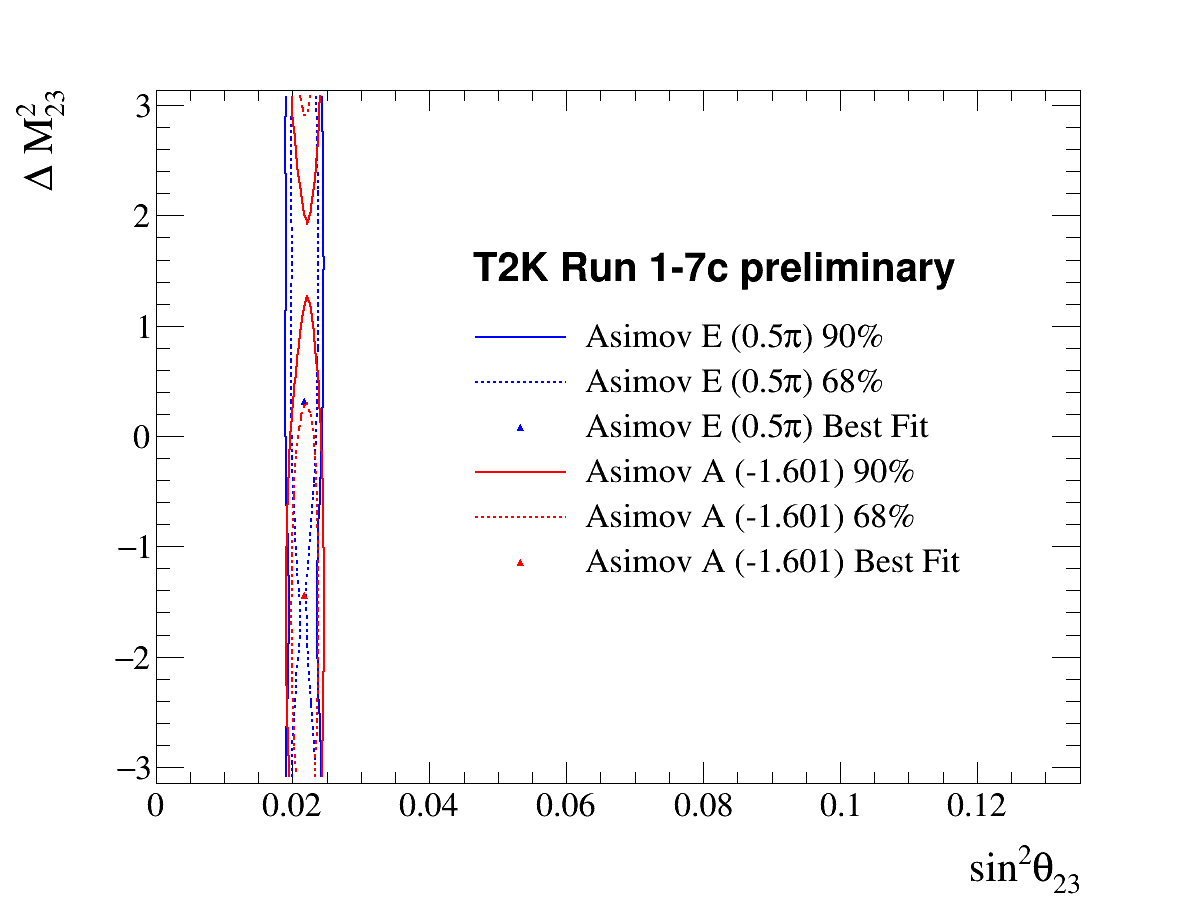 Δ M²₂₃
3
2
1
0
−1
−2
−3
T2K Run 1-7c preliminary
Asimov E (0.5π) 90%
Asimov E (0.5π) 68%
Asimov E (0.5π) Best Fit
Asimov A (-1.601) 90%
Asimov A (-1.601) 68%
Asimov A (-1.601) Best Fit
0 0.02 0.04 0.06 0.08 0.1 0.12
sin²θ₂₃